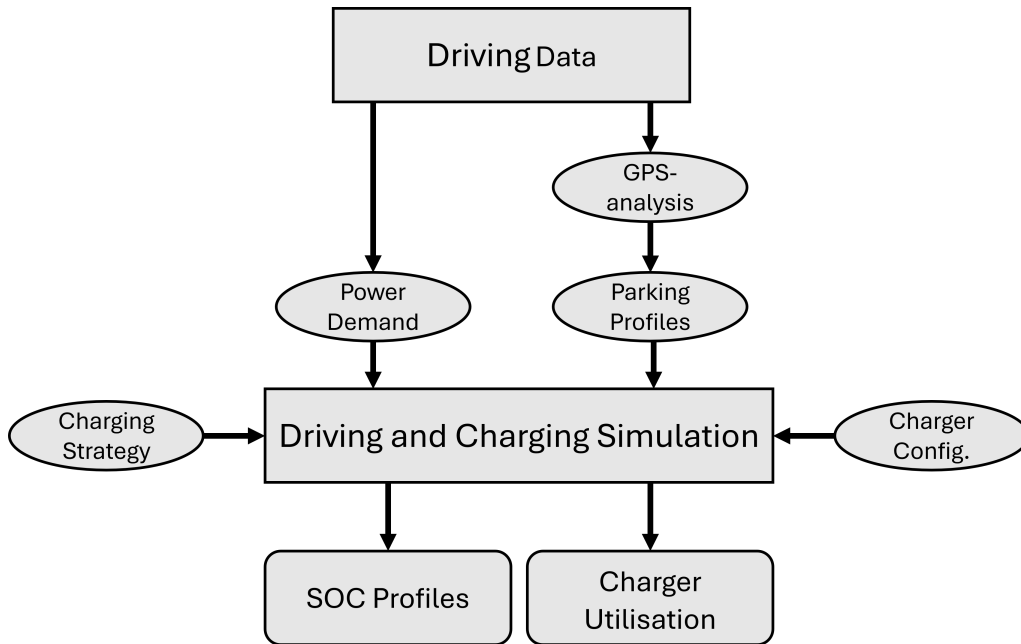 Driving Data
GPS-
analysis
Power
Demand
Parking
Profiles
Charging
Strategy
Driving and Charging Simulation
Charger
Config.
SOC Profiles
Charger
Utilisation